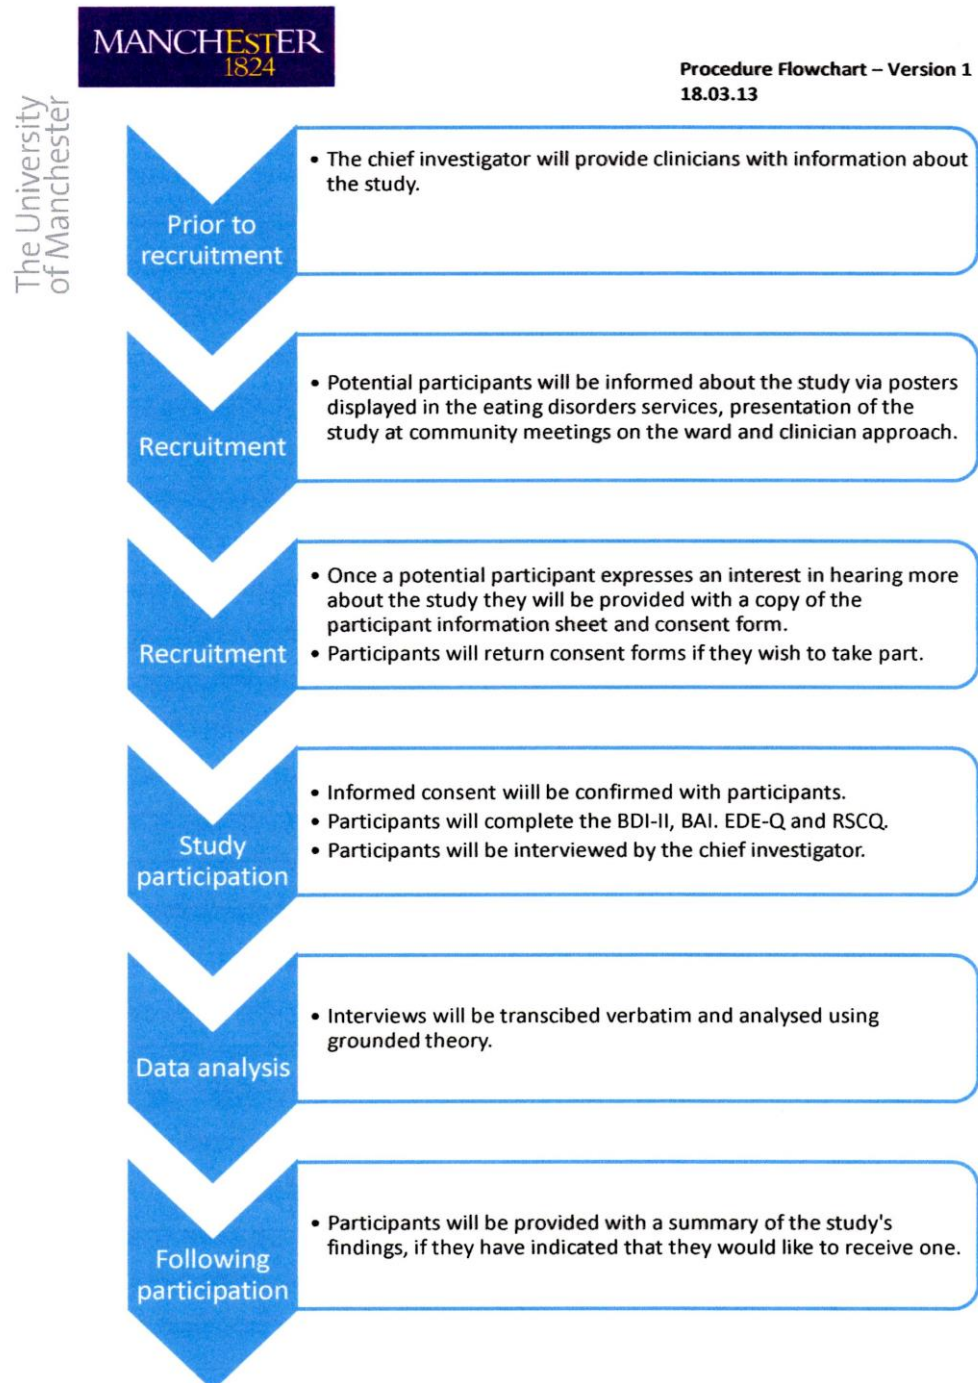 MANCHESTER
1824
The University
of Manchester
Procedure Flowchart – Version 1
18.03.13
Prior to
recruitment
• The chief investigator will provide clinicians with information about
the study.
Recruitment
• Potential participants will be informed about the study via posters
displayed in the eating disorders services, presentation of the
study at community meetings on the ward and clinician approach.
Recruitment
• Once a potential participant expresses an interest in hearing more
about the study they will be provided with a copy of the
participant information sheet and consent form.
• Participants will return consent forms if they wish to take part.
Study
participation
• Informed consent wiill be confirmed with participants.
• Participants will complete the BDI-II, BAI. EDE-Q and RSCQ.
• Participants will be interviewed by the chief investigator.
Data analysis
• Interviews will be transcibed verbatim and analysed using
grounded theory.
Following
participation
• Participants will be provided with a summary of the study's
findings, if they have indicated that they would like to receive one.